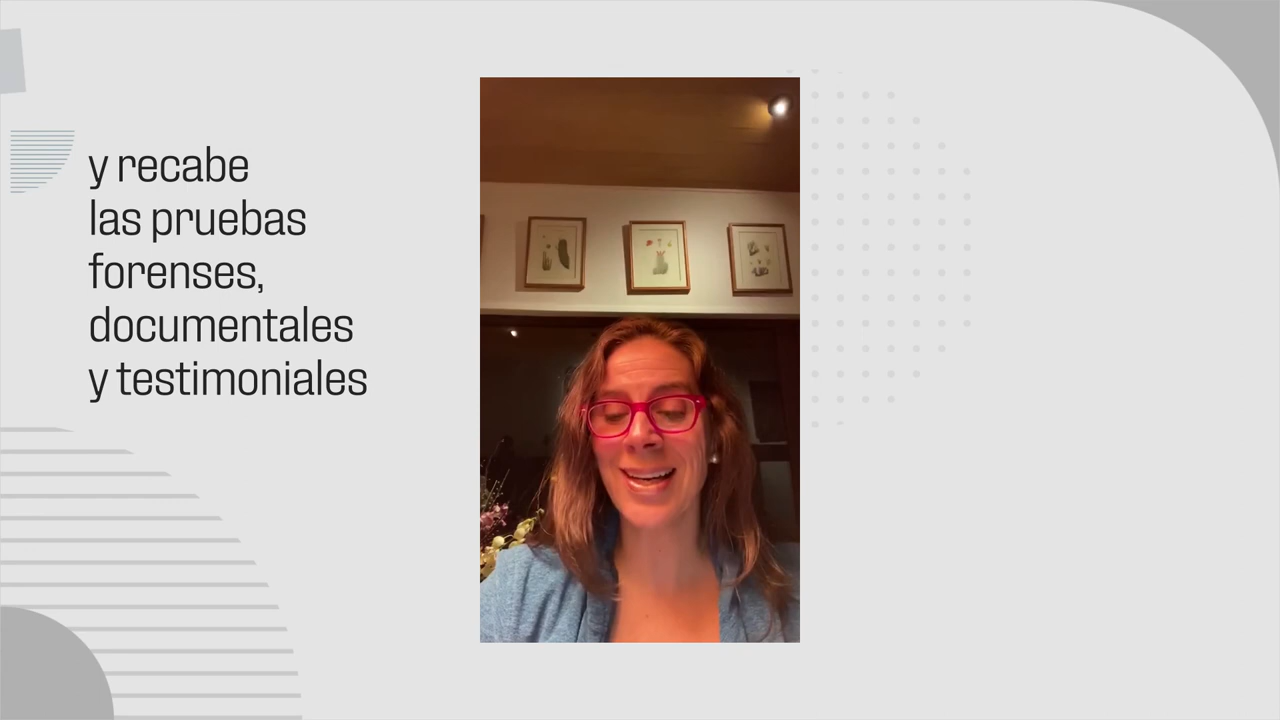 y recabe
las pruebas
forenses,
documentales
y testimoniales